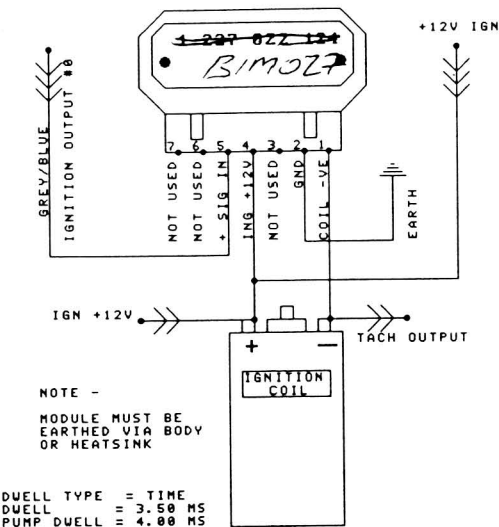 +12V IGN
1 227 022 124
BIM027
7 6 5 4 3 2 1
NOT USED
NOT USED
+ SIG IN
ING +12V
NOT USED
GND
COIL -VE
GREY/BLUE
IGNITION OUTPUT #0
EARTH
IGN +12V
TACH OUTPUT
+ −
IGNITION
COIL
NOTE -
MODULE MUST BE
EARTHED VIA BODY
OR HEATSINK
DWELL TYPE = TIME
DWELL = 3.50 MS
PUMP DWELL = 4.00 MS